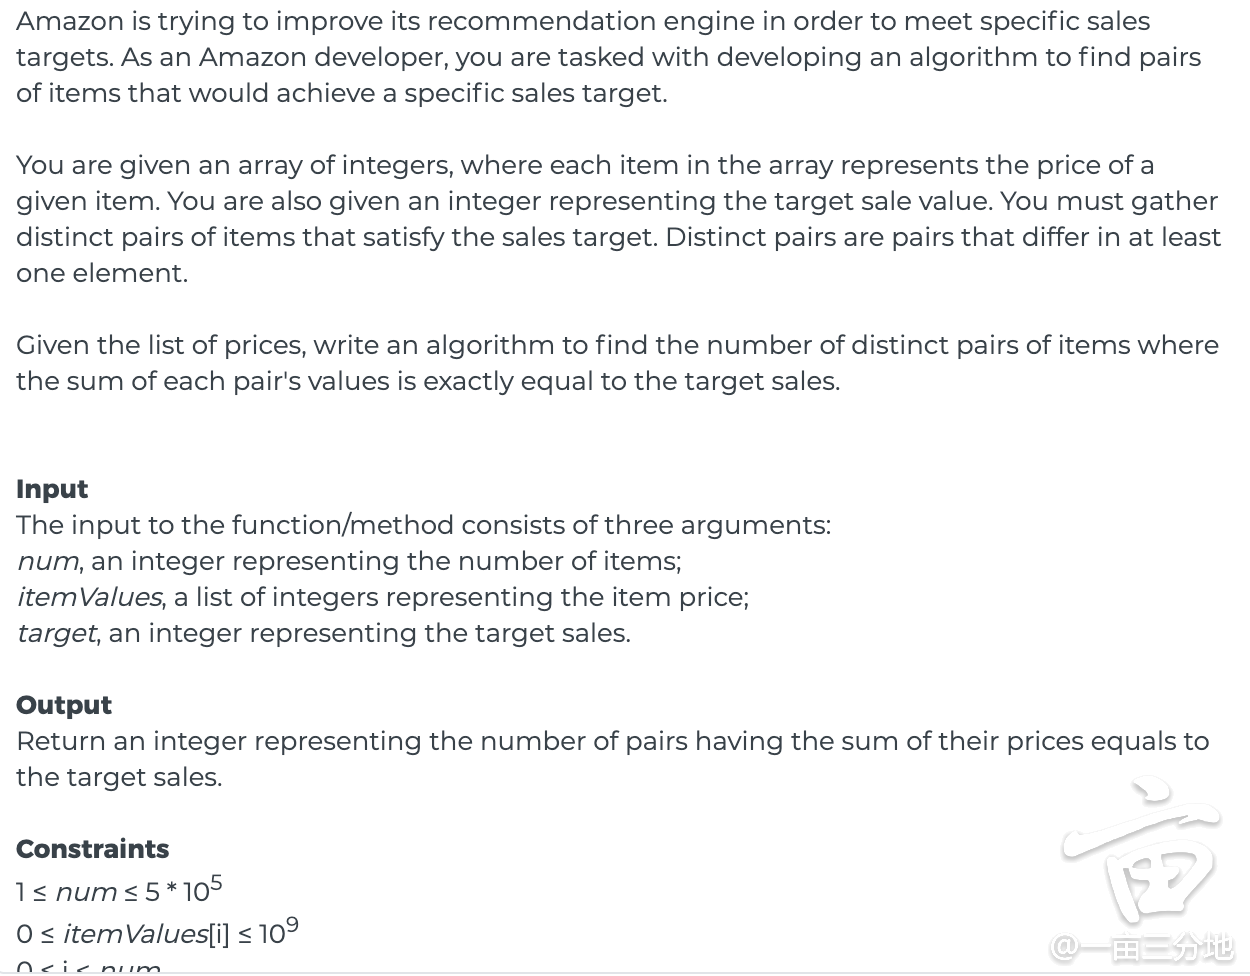 Amazon is trying to improve its recommendation engine in order to meet specific sales
targets. As an Amazon developer, you are tasked with developing an algorithm to find pairs
of items that would achieve a specific sales target.
You are given an array of integers, where each item in the array represents the price of a
given item. You are also given an integer representing the target sale value. You must gather
distinct pairs of items that satisfy the sales target. Distinct pairs are pairs that differ in at least
one element.
Given the list of prices, write an algorithm to find the number of distinct pairs of items where
the sum of each pair's values is exactly equal to the target sales.
Input
The input to the function/method consists of three arguments:
num, an integer representing the number of items;
itemValues, a list of integers representing the item price;
target, an integer representing the target sales.
Output
Return an integer representing the number of pairs having the sum of their prices equals to
the target sales.
Constraints
1 ≤ num ≤ 5 * 10⁵
0 ≤ itemValues[i] ≤ 10⁹
0 ≤ i < num
亩
@一亩三分地